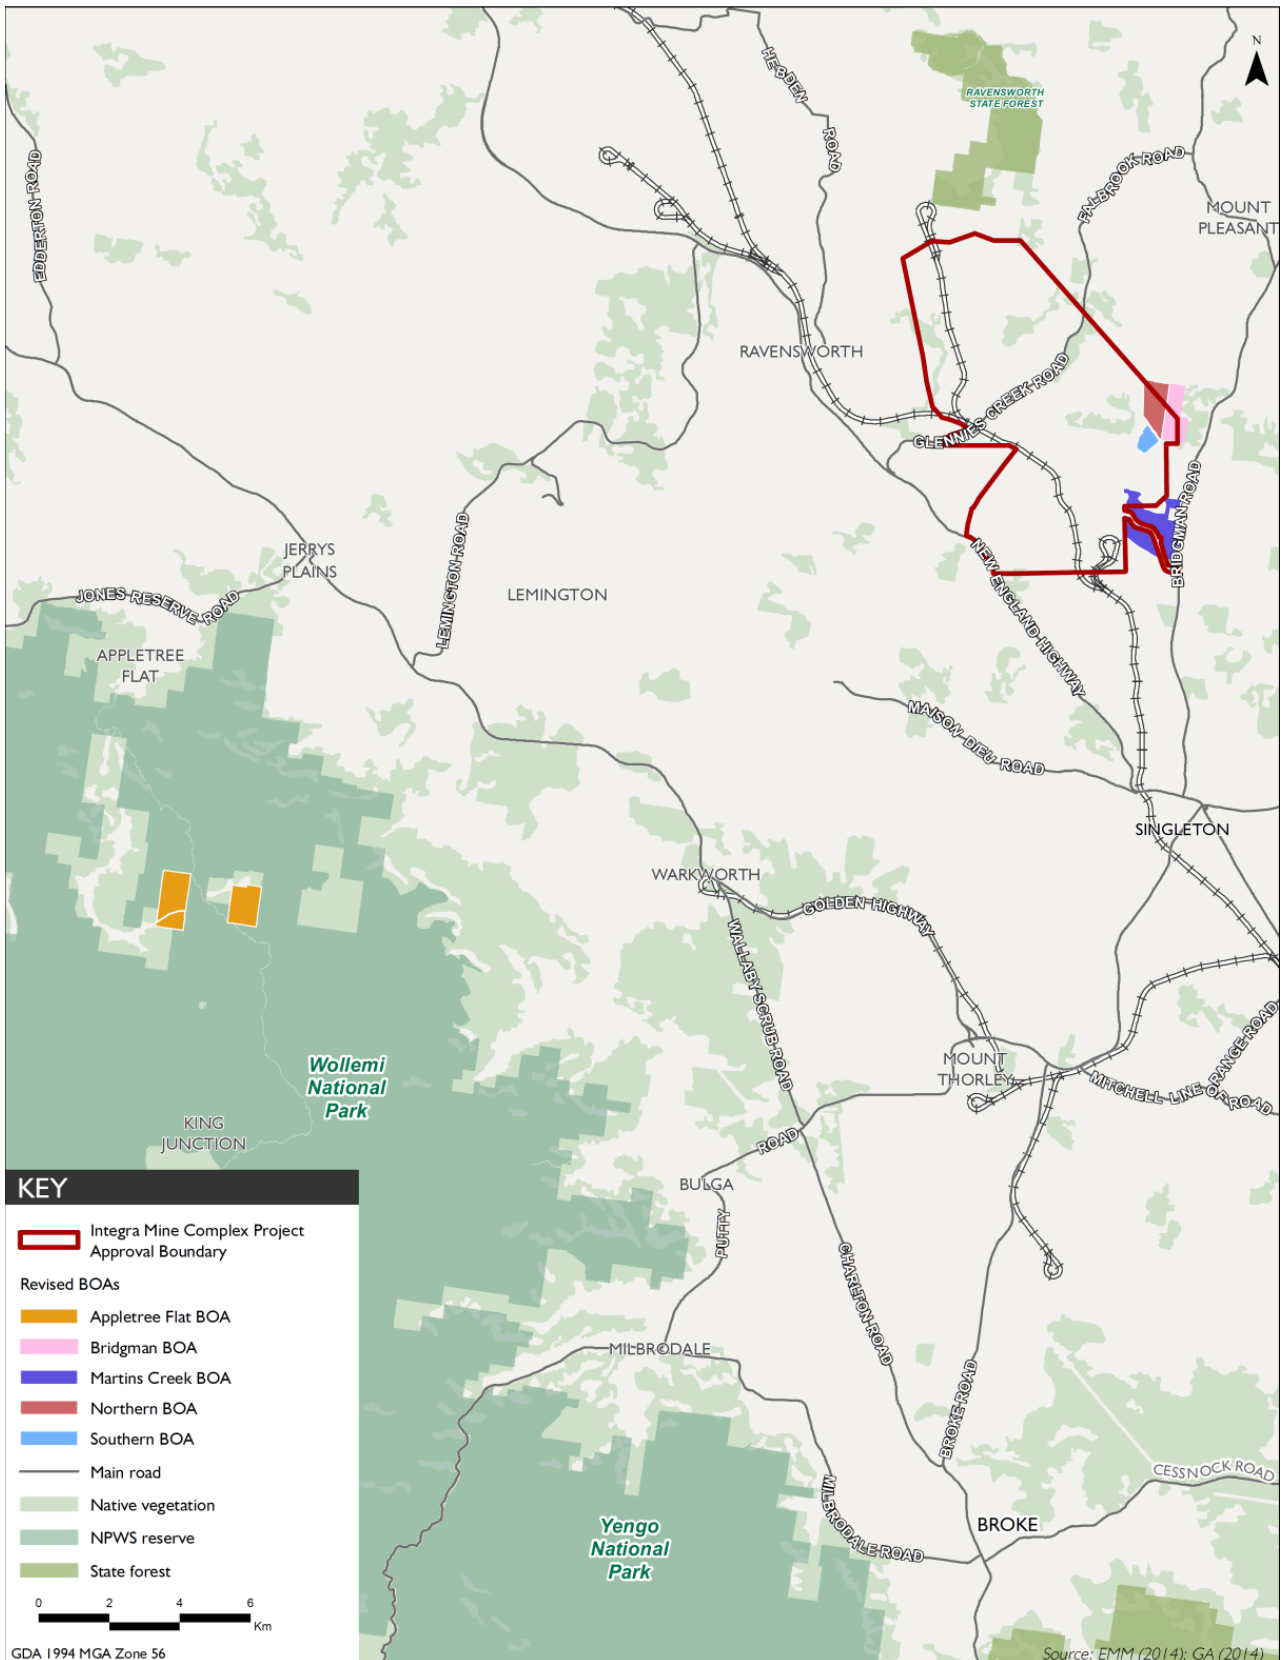 N
HEBDEN
ROAD
RAVENSWORTH
STATE FOREST
FALBROOK ROAD
MOUNT
PLEASANT
EDDERTON ROAD
RAVENSWORTH
GLENNIES CREEK ROAD
BRIDGMAN ROAD
NEW ENGLAND HIGHWAY
JERRYS
PLAINS
LEMINGTON ROAD
LEMINGTON
JONES RESERVE ROAD
APPLETREE
FLAT
MAISON DIEU ROAD
SINGLETON
WARKWORTH
GOLDEN HIGHWAY
WALLABY SCRUB ROAD
MOUNT
THORLEY
MITCHELL LINE OF ROAD
RANGE ROAD
Wollemi
National
Park
KING
JUNCTION
ROAD
BULGA
PUTTY
CHARLTON ROAD
MILBRODALE
BROKE ROAD
CESSNOCK ROAD
MILBRODALE ROAD
BROKE
Yengo
National
Park
KEY
Integra Mine Complex Project
Approval Boundary
Revised BOAs
Appletree Flat BOA
Bridgman BOA
Martins Creek BOA
Northern BOA
Southern BOA
Main road
Native vegetation
NPWS reserve
State forest
0 2 4 6
Km
GDA 1994 MGA Zone 56
Source: EMM (2014); GA (2014)